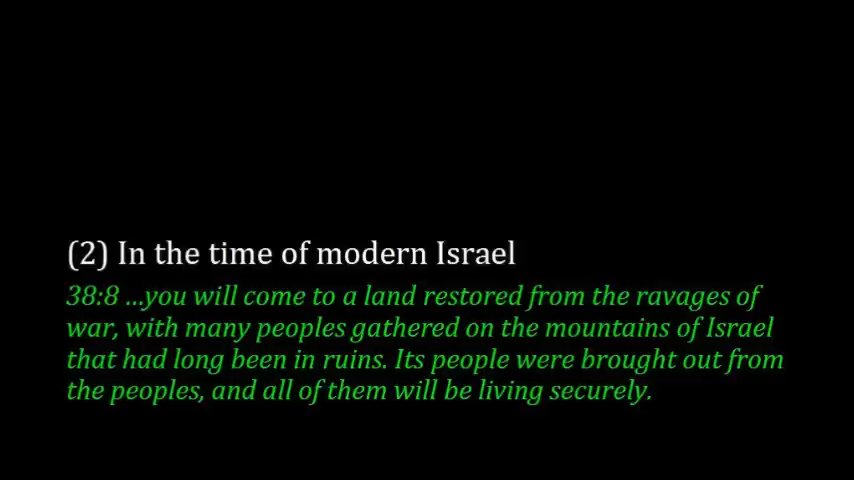 (2) In the time of modern Israel
38:8 …you will come to a land restored from the ravages of
war, with many peoples gathered on the mountains of Israel
that had long been in ruins. Its people were brought out from
the peoples, and all of them will be living securely.